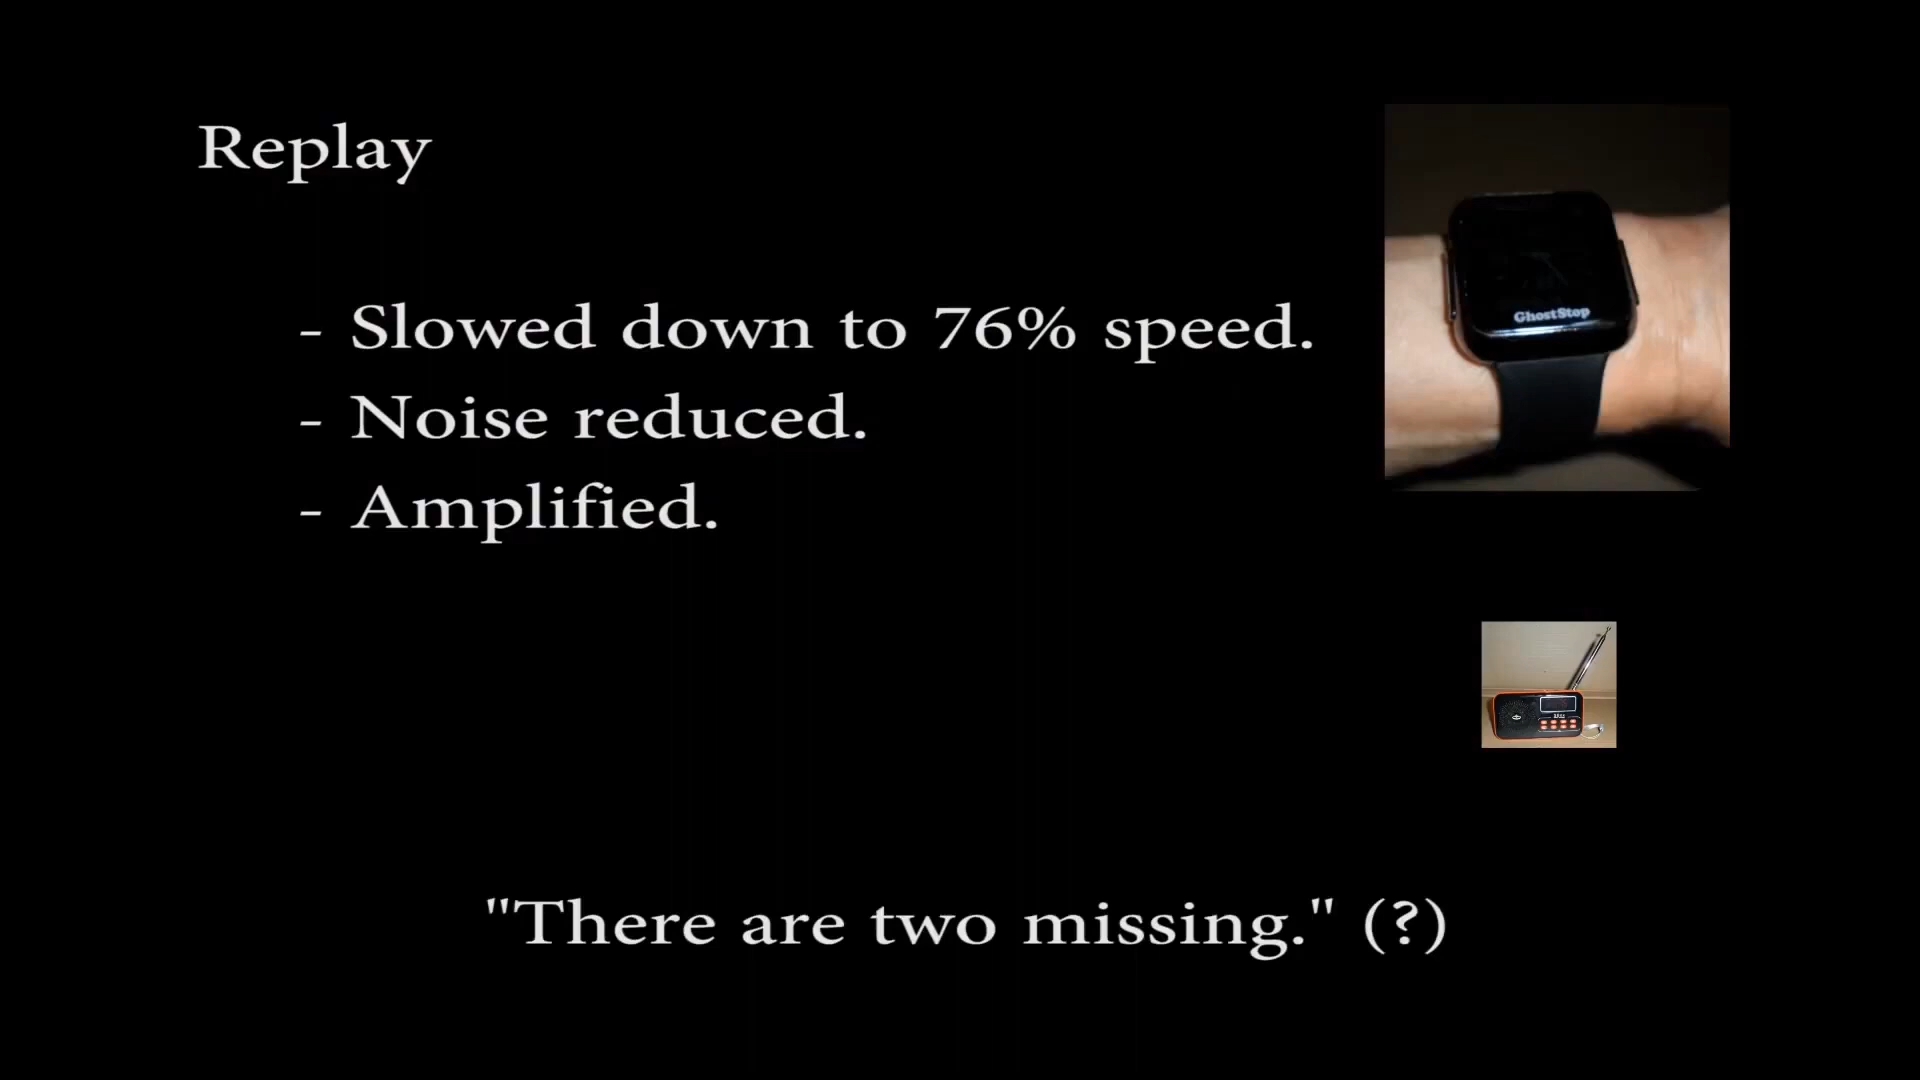 Replay
- Slowed down to 76% speed.
- Noise reduced.
- Amplified.
GhostStop
"There are two missing." (?)